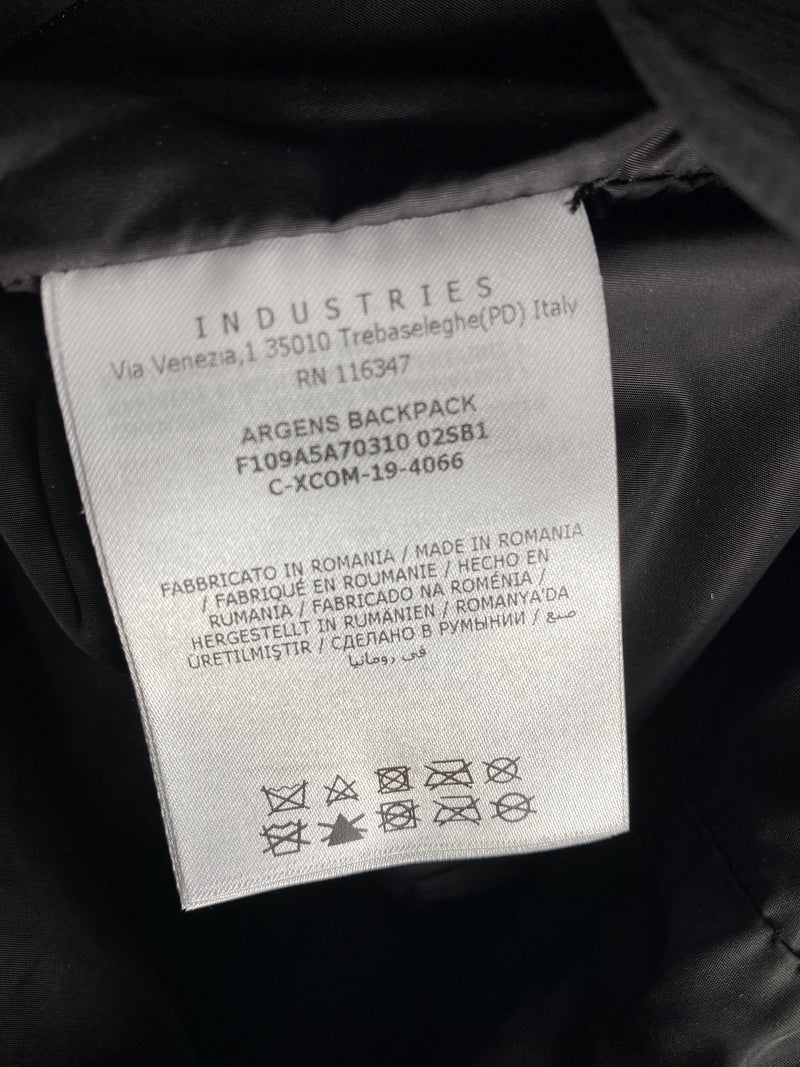 INDUSTRIES
Via Venezia,1 35010 Trebaseleghe(PD) Italy
RN 116347
ARGENS BACKPACK
F109A5A70310 02SB1
C-XCOM-19-4066
FABBRICATO IN ROMANIA / MADE IN ROMANIA
/ FABRIQUÉ EN ROUMANIE / HECHO EN
RUMANIA / FABRICADO NA ROMÉNIA /
HERGESTELLT IN RUMÄNIEN / ROMANYA'DA
ÜRETILMIŞTIR / СДЕЛАНО В РУМЫНИИ / صنع
في رومانيا